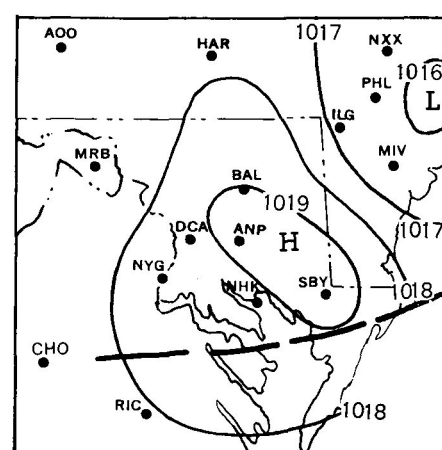 AOO
HAR
1017
NXX
1016
PHL
L
ILG
MRB
MIV
BAL
1019
DCA
ANP
H
1017
NYG
NHK
SBY
1018
CHO
RIC
1018